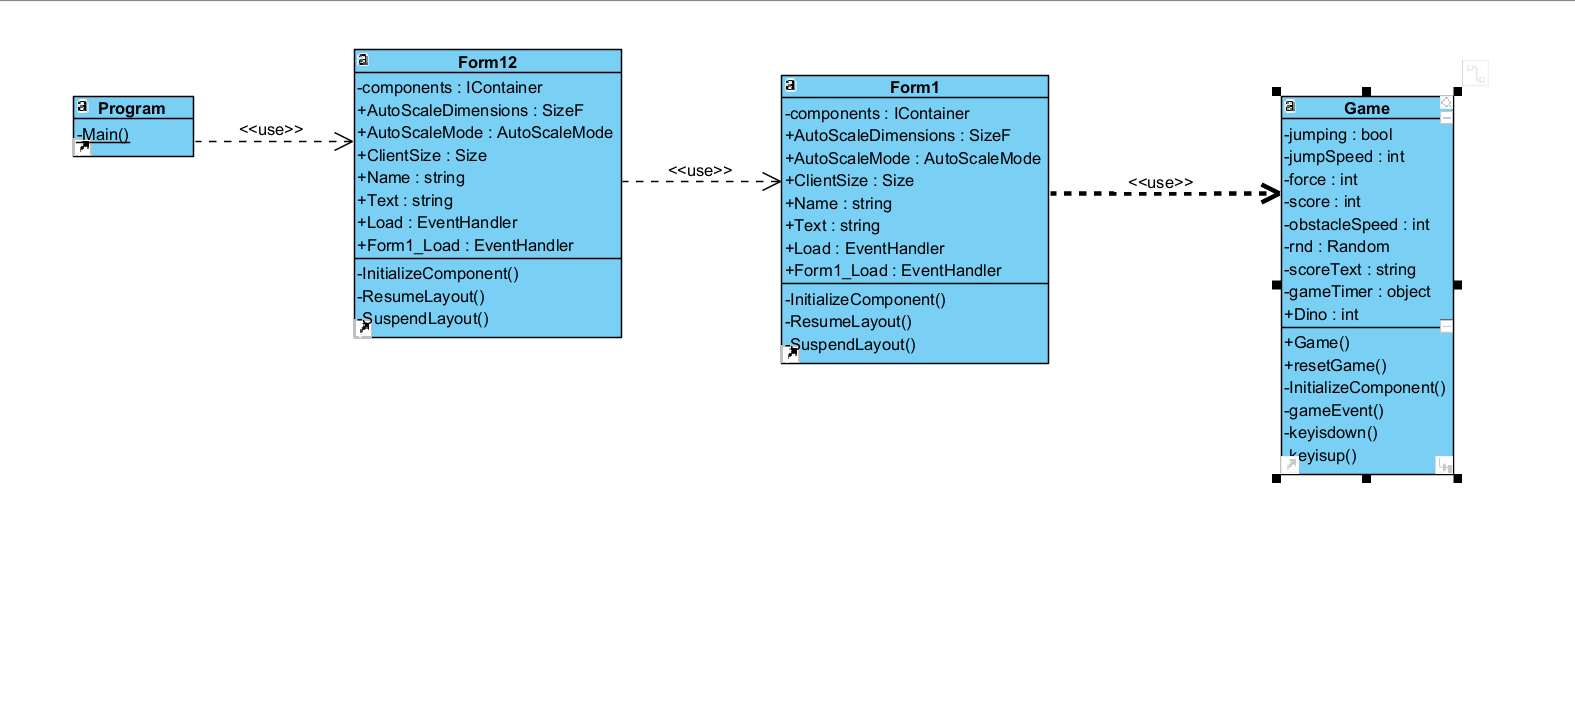 Program
-Main()
<<use>>
Form12
-components : IContainer
+AutoScaleDimensions : SizeF
+AutoScaleMode : AutoScaleMode
+ClientSize : Size
+Name : string
+Text : string
+Load : EventHandler
+Form1_Load : EventHandler
-InitializeComponent()
-ResumeLayout()
-SuspendLayout()
<<use>>
Form1
-components : IContainer
+AutoScaleDimensions : SizeF
+AutoScaleMode : AutoScaleMode
+ClientSize : Size
+Name : string
+Text : string
+Load : EventHandler
+Form1_Load : EventHandler
-InitializeComponent()
-ResumeLayout()
-SuspendLayout()
<<use>>
Game
-jumping : bool
-jumpSpeed : int
-force : int
-score : int
-obstacleSpeed : int
-rnd : Random
-scoreText : string
-gameTimer : object
+Dino : int
+Game()
+resetGame()
-InitializeComponent()
-gameEvent()
-keyisdown()
-keyisup()